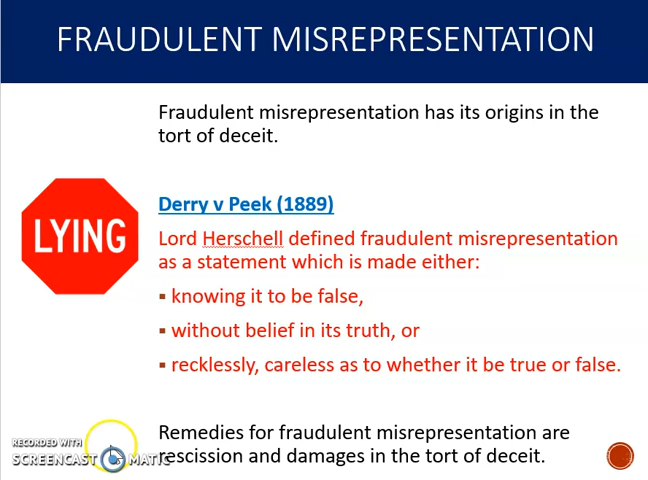 FRAUDULENT MISREPRESENTATION
Fraudulent misrepresentation has its origins in the
tort of deceit.
LYING
Derry v Peek (1889)
Lord Herschell defined fraudulent misrepresentation
as a statement which is made either:
▪ knowing it to be false,
▪ without belief in its truth, or
▪ recklessly, careless as to whether it be true or false.
Remedies for fraudulent misrepresentation are
rescission and damages in the tort of deceit.
RECORDED WITH
SCREENCAST MATIC